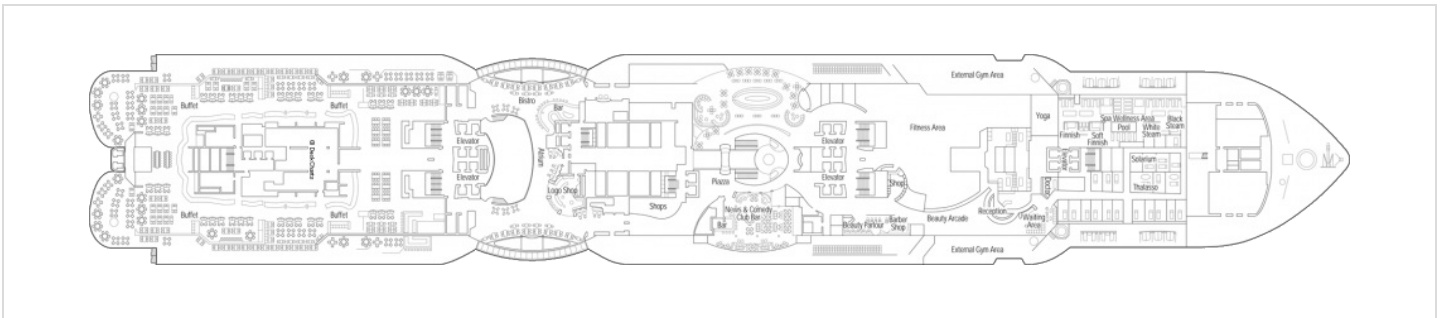 External Gym Area
Buffet
Buffet
Bistro
Bar
Elevator
Elevator
Atrium
Logo Shop
Shops
Piazza
Elevator
Elevator
Fitness Area
Yoga
Spa Wellness Area
Finnish
Soft
Finnish
Pool
White
Steam
Black
Steam
Solarium
Thalasso
Shop
Bar
Comedy
Club Bar
Beauty Parlour
Barber
Shop
Beauty Arcade
Reception
Waiting
Area
Buffet
Buffet
External Gym Area